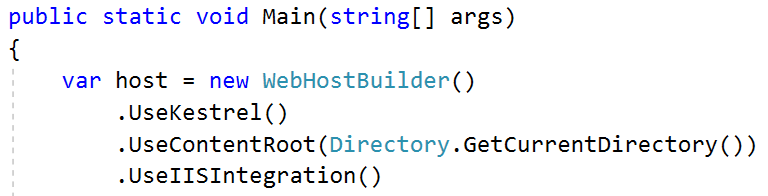 public static void Main(string[] args)
{
    var host = new WebHostBuilder()
        .UseKestrel()
        .UseContentRoot(Directory.GetCurrentDirectory())
        .UseIISIntegration()